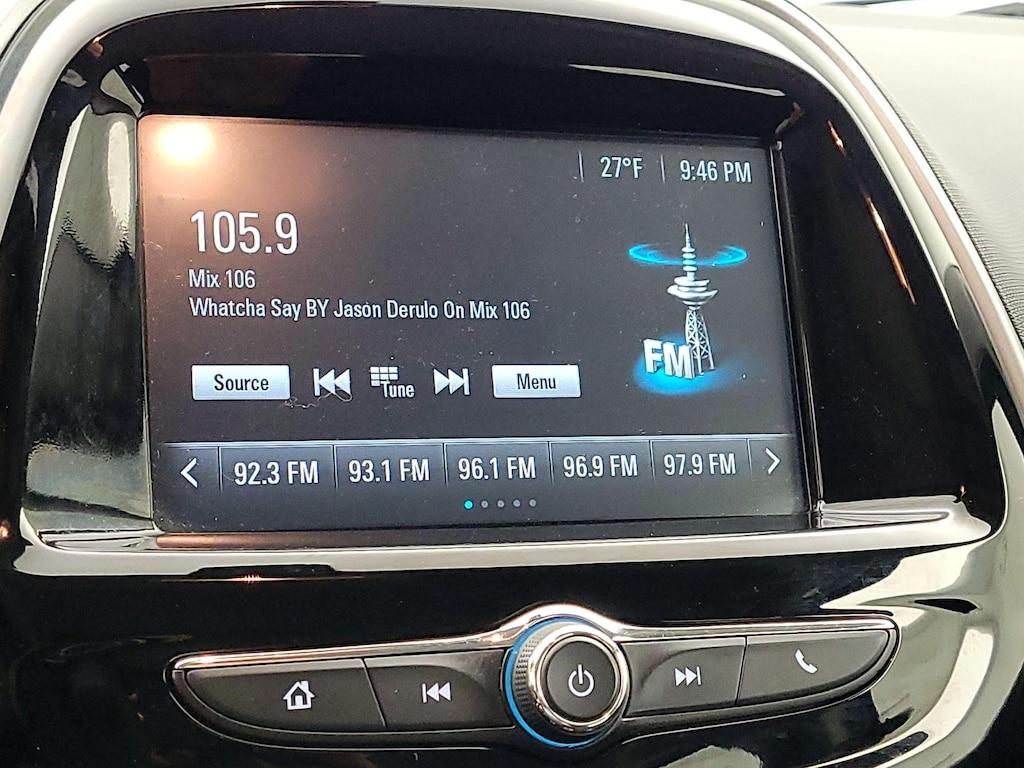 27°F 9:46 PM
105.9
Mix 106
Whatcha Say BY Jason Derulo On Mix 106
FM
Source Tune Menu
92.3 FM 93.1 FM 96.1 FM 96.9 FM 97.9 FM